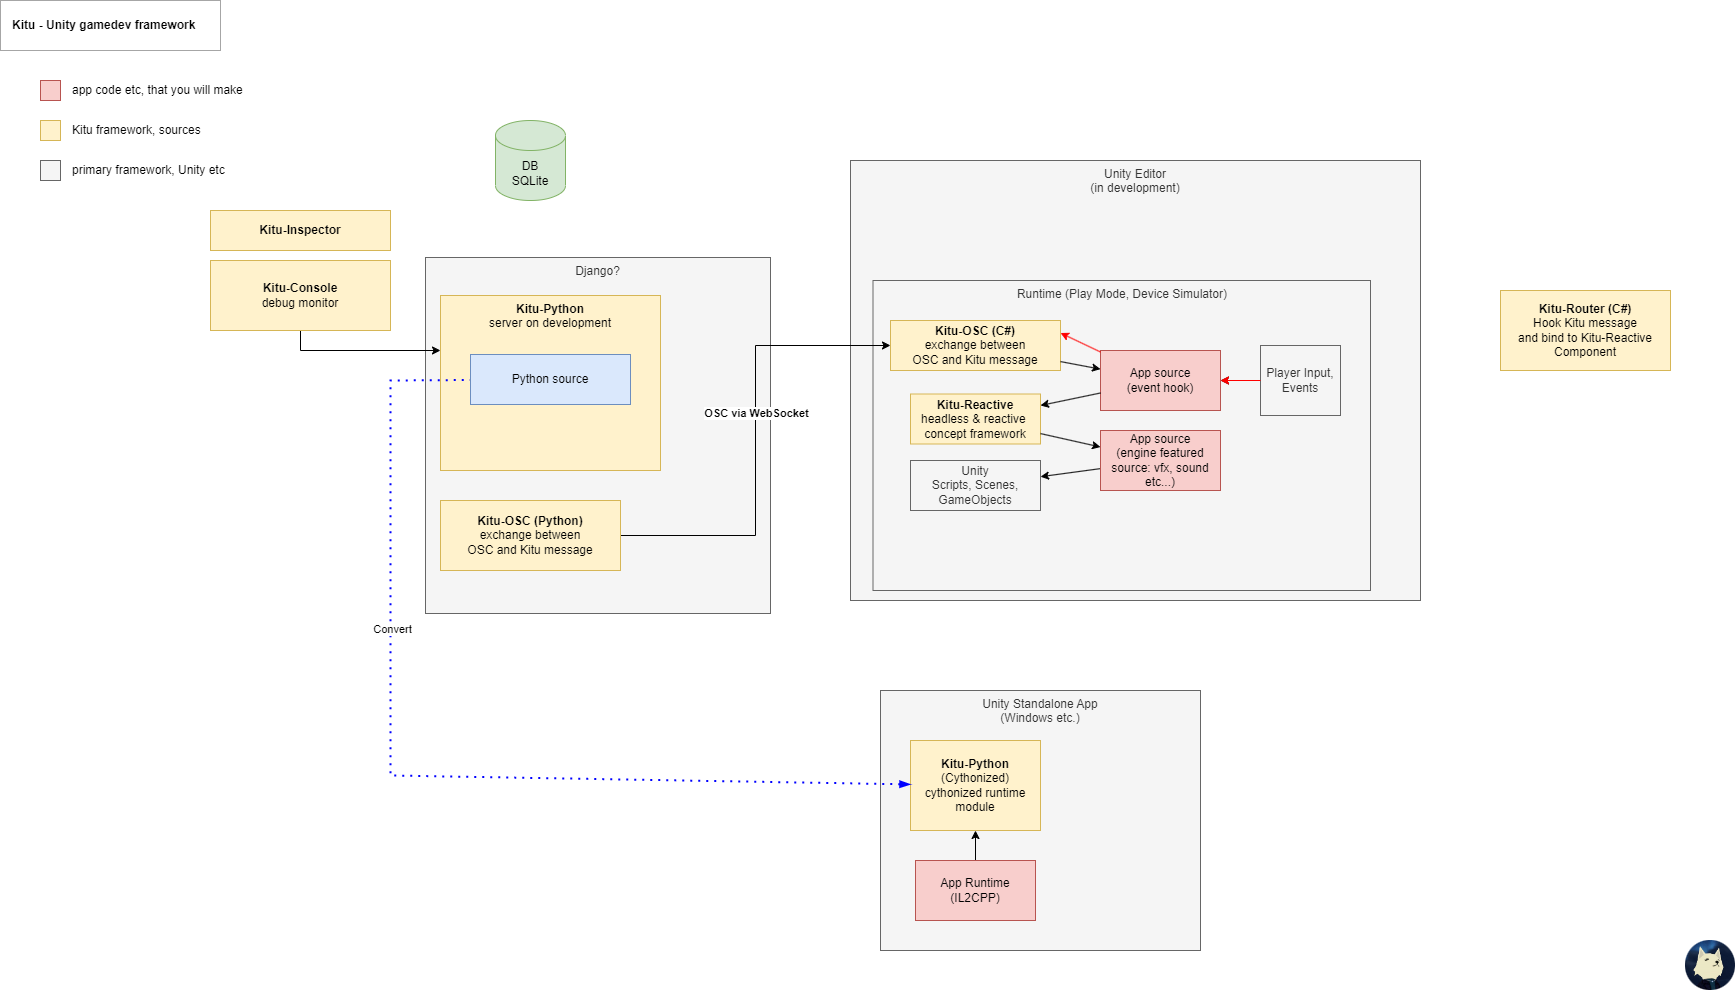 Kitu - Unity gamedev framework
app code etc, that you will make
Kitu framework, sources
primary framework, Unity etc
DB
SQLite
Kitu-Inspector
Kitu-Console
debug monitor
Django?
Kitu-Python
server on development
Python source
Kitu-OSC (Python)
exchange between
OSC and Kitu message
OSC via WebSocket
Convert
Unity Editor
(in development)
Runtime (Play Mode, Device Simulator)
Kitu-OSC (C#)
exchange between
OSC and Kitu message
App source
(event hook)
Player Input,
Events
Kitu-Reactive
headless & reactive
concept framework
App source
(engine featured
source: vfx, sound
etc...)
Unity
Scripts, Scenes,
GameObjects
Kitu-Router (C#)
Hook Kitu message
and bind to Kitu-Reactive
Component
Unity Standalone App
(Windows etc.)
Kitu-Python
(Cythonized)
cythonized runtime
module
App Runtime
(IL2CPP)